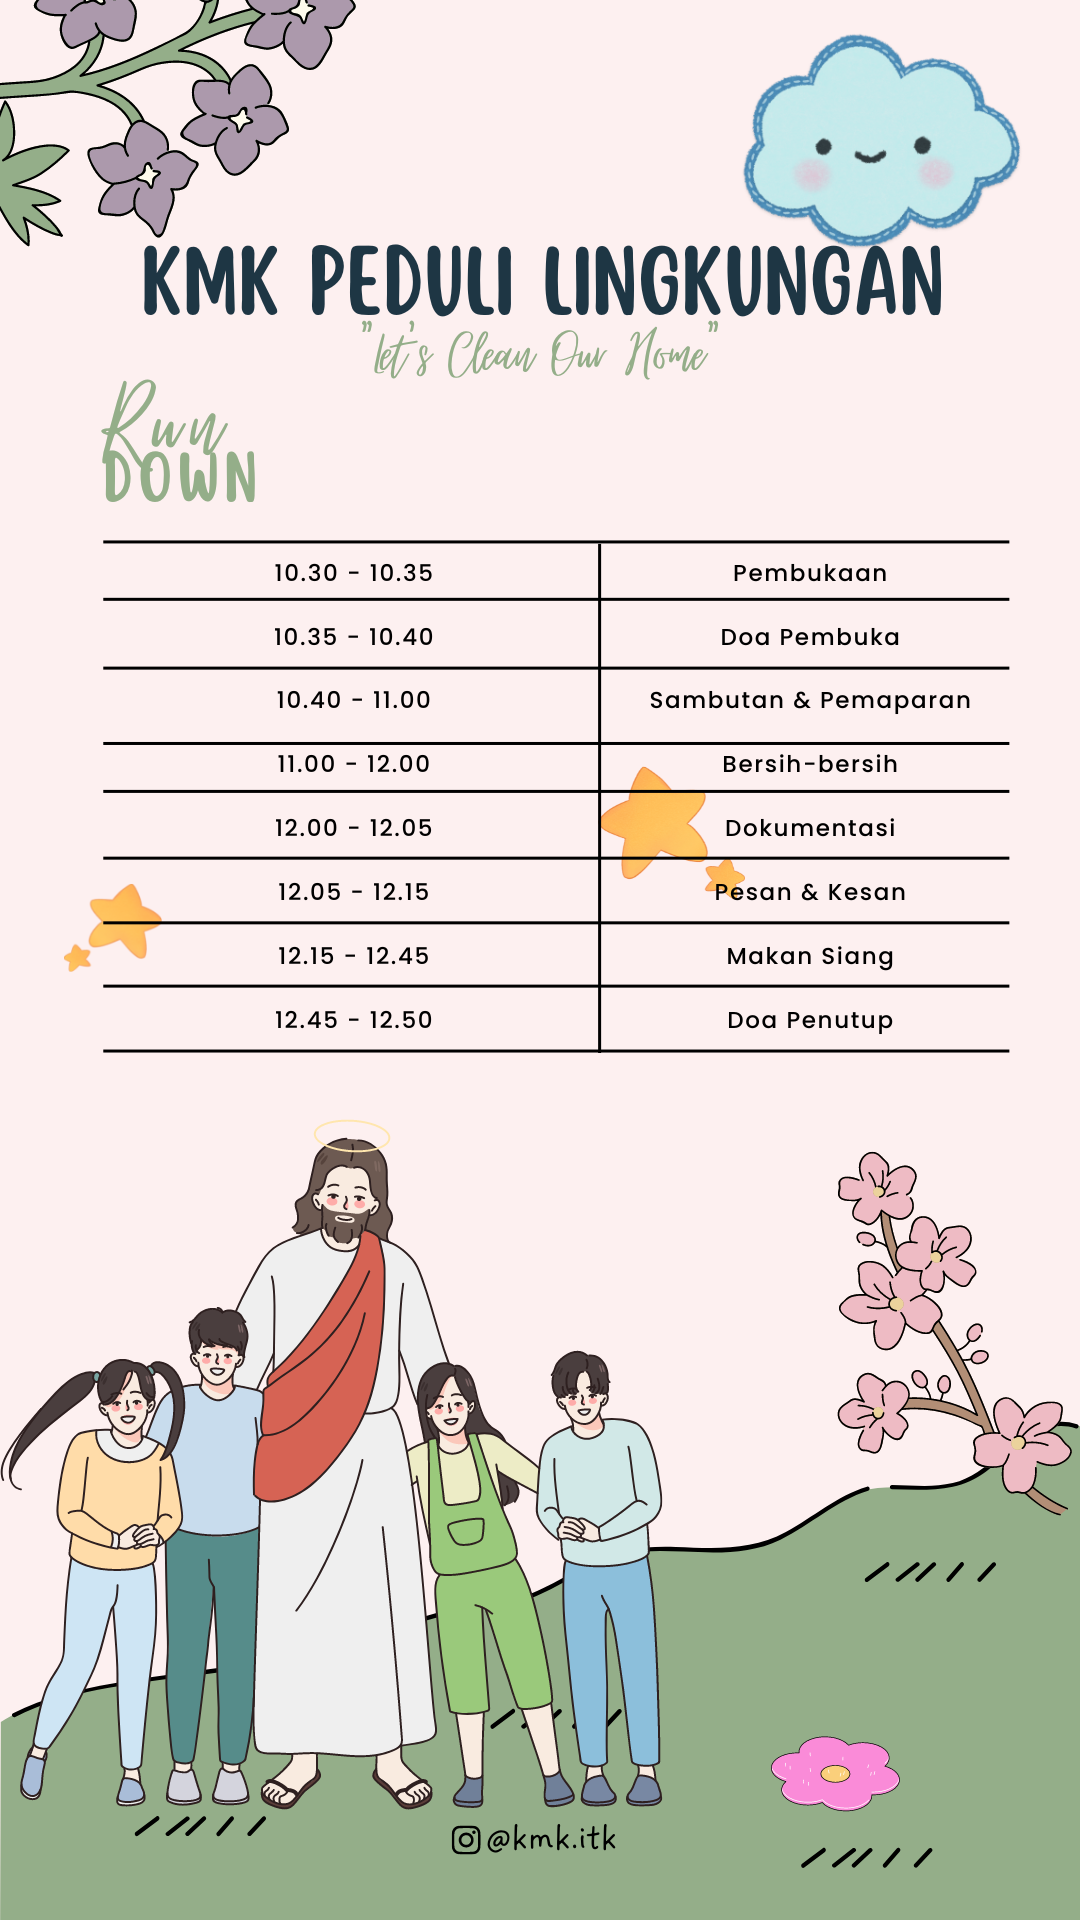 KMK PEDULI LINGKUNGAN
"let's Clean Our Home"
Run
DOWN
10.30 - 10.35 Pembukaan
10.35 - 10.40 Doa Pembuka
10.40 - 11.00 Sambutan & Pemaparan
11.00 - 12.00 Bersih-bersih
12.00 - 12.05 Dokumentasi
12.05 - 12.15 Pesan & Kesan
12.15 - 12.45 Makan Siang
12.45 - 12.50 Doa Penutup
@kmk.itk